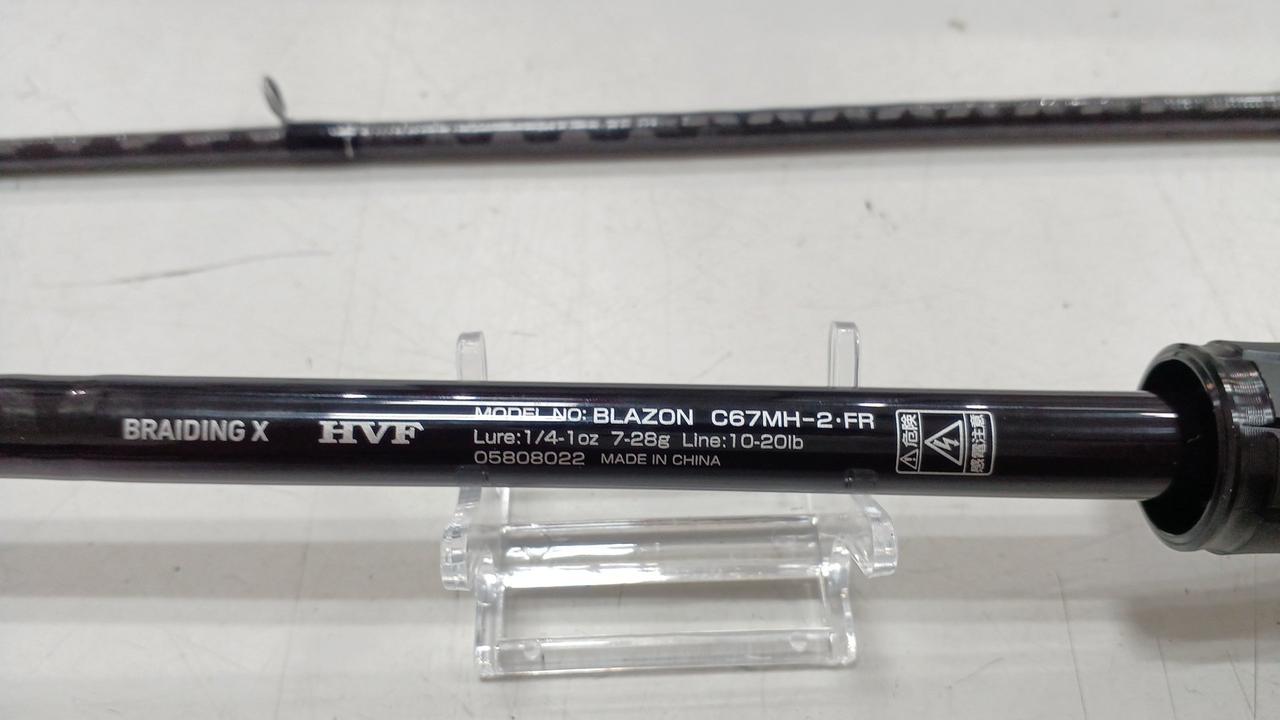 BRAIDING X HVF
MODEL NO: BLAZON C67MH-2・FR
Lure:1/4-1oz 7-28g Line:10-20lb
05808022 MADE IN CHINA
危険
感電注意